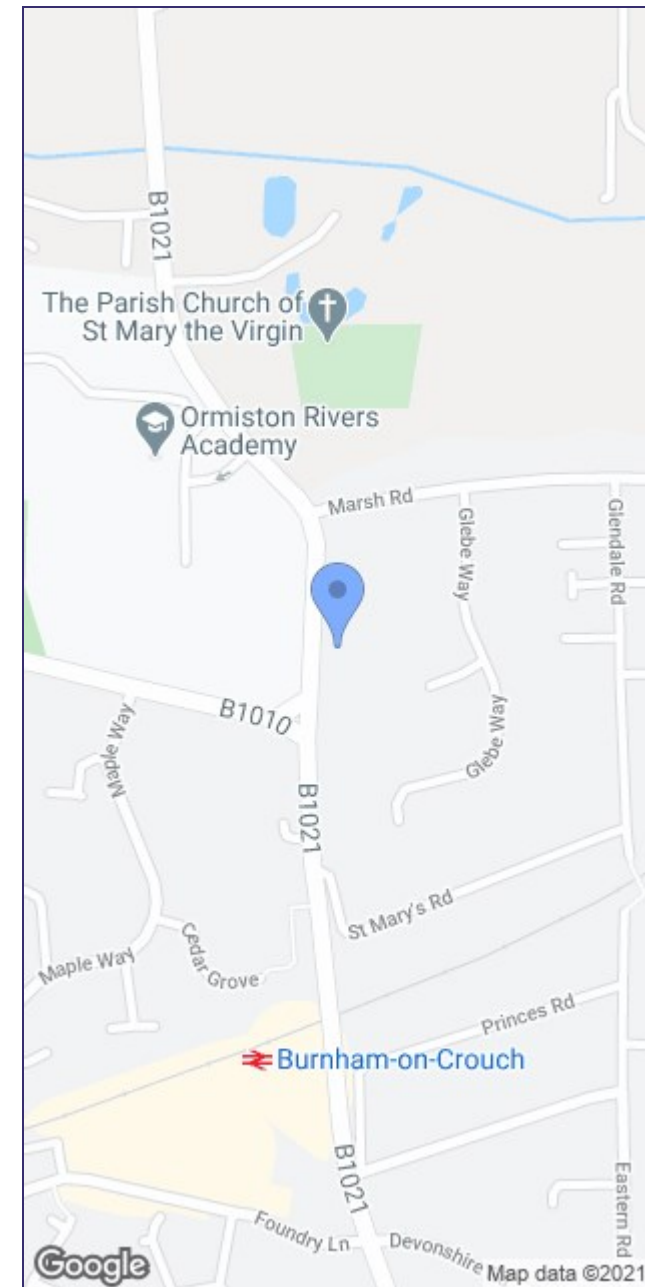 B1021
The Parish Church of
St Mary the Virgin
Ormiston Rivers
Academy
Marsh Rd
Glebe Way
Glendale Rd
B1010
Maple Way
Glebe Way
B1021
St Mary's Rd
Cedar Grove
Maple Way
Princes Rd
Burnham-on-Crouch
B1021
Eastern Rd
Foundry Ln
Devonshire
Google
Map data ©2021